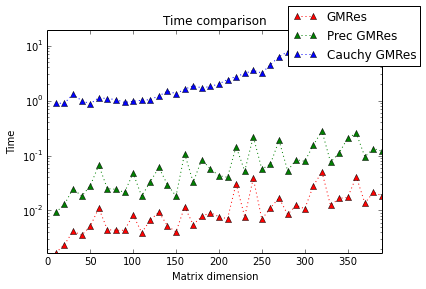 Time comparison
GMRes
Prec GMRes
Cauchy GMRes
10^1
10^0
10^-1
10^-2
Time
0 50 100 150 200 250 300 350
Matrix dimension